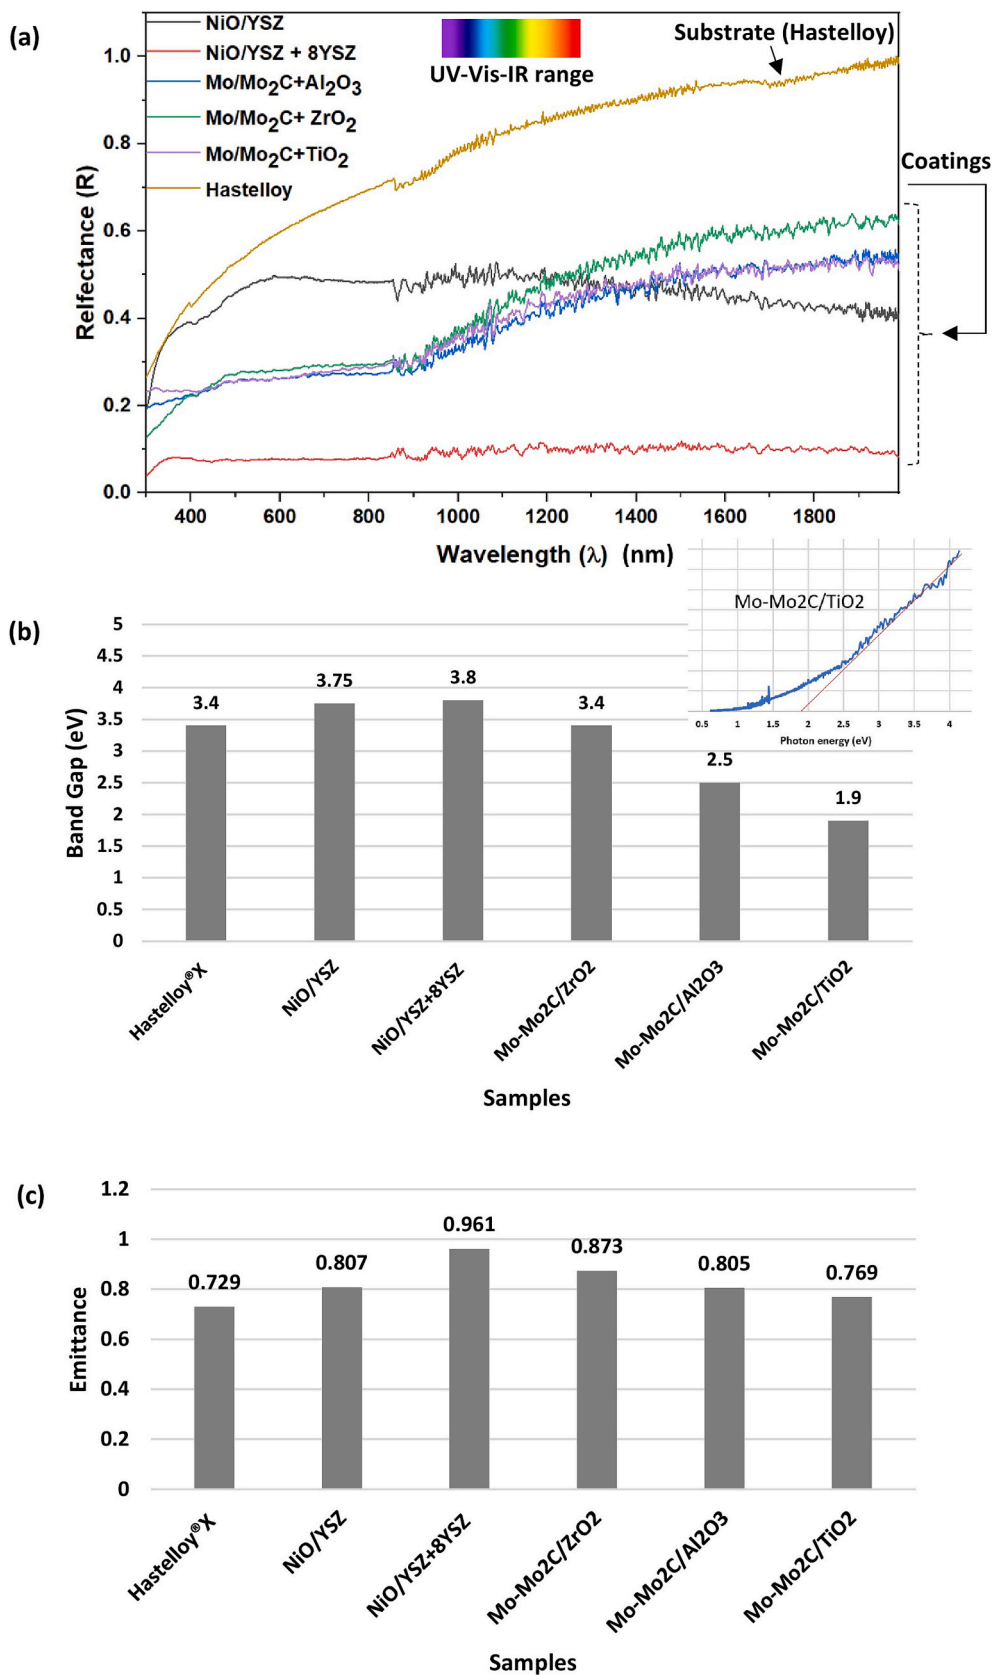 (a)
NiO/YSZ
NiO/YSZ + 8YSZ
Mo/Mo2C+Al2O3
Mo/Mo2C+ ZrO2
Mo/Mo2C+TiO2
Hastelloy
UV-Vis-IR range
Substrate (Hastelloy)
Coatings
Relfectance (R)
1.0
0.8
0.6
0.4
0.2
0.0
400 600 800 1000 1200 1400 1600 1800
Wavelength (λ) (nm)
Mo-Mo2C/TiO2
0.5 1 1.5 2 2.5 3 3.5 4
Photon energy (eV)
(b)
Band Gap (eV)
5
4.5
4
3.5
3
2.5
2
1.5
1
0.5
0
3.4 3.75 3.8 3.4 2.5 1.9
Hastelloy®X NiO/YSZ NiO/YSZ+8YSZ Mo-Mo2C/ZrO2 Mo-Mo2C/Al2O3 Mo-Mo2C/TiO2
Samples
(c)
Emittance
1.2
1
0.8
0.6
0.4
0.2
0
0.729 0.807 0.961 0.873 0.805 0.769
Hastelloy®X NiO/YSZ NiO/YSZ+8YSZ Mo-Mo2C/ZrO2 Mo-Mo2C/Al2O3 Mo-Mo2C/TiO2
Samples